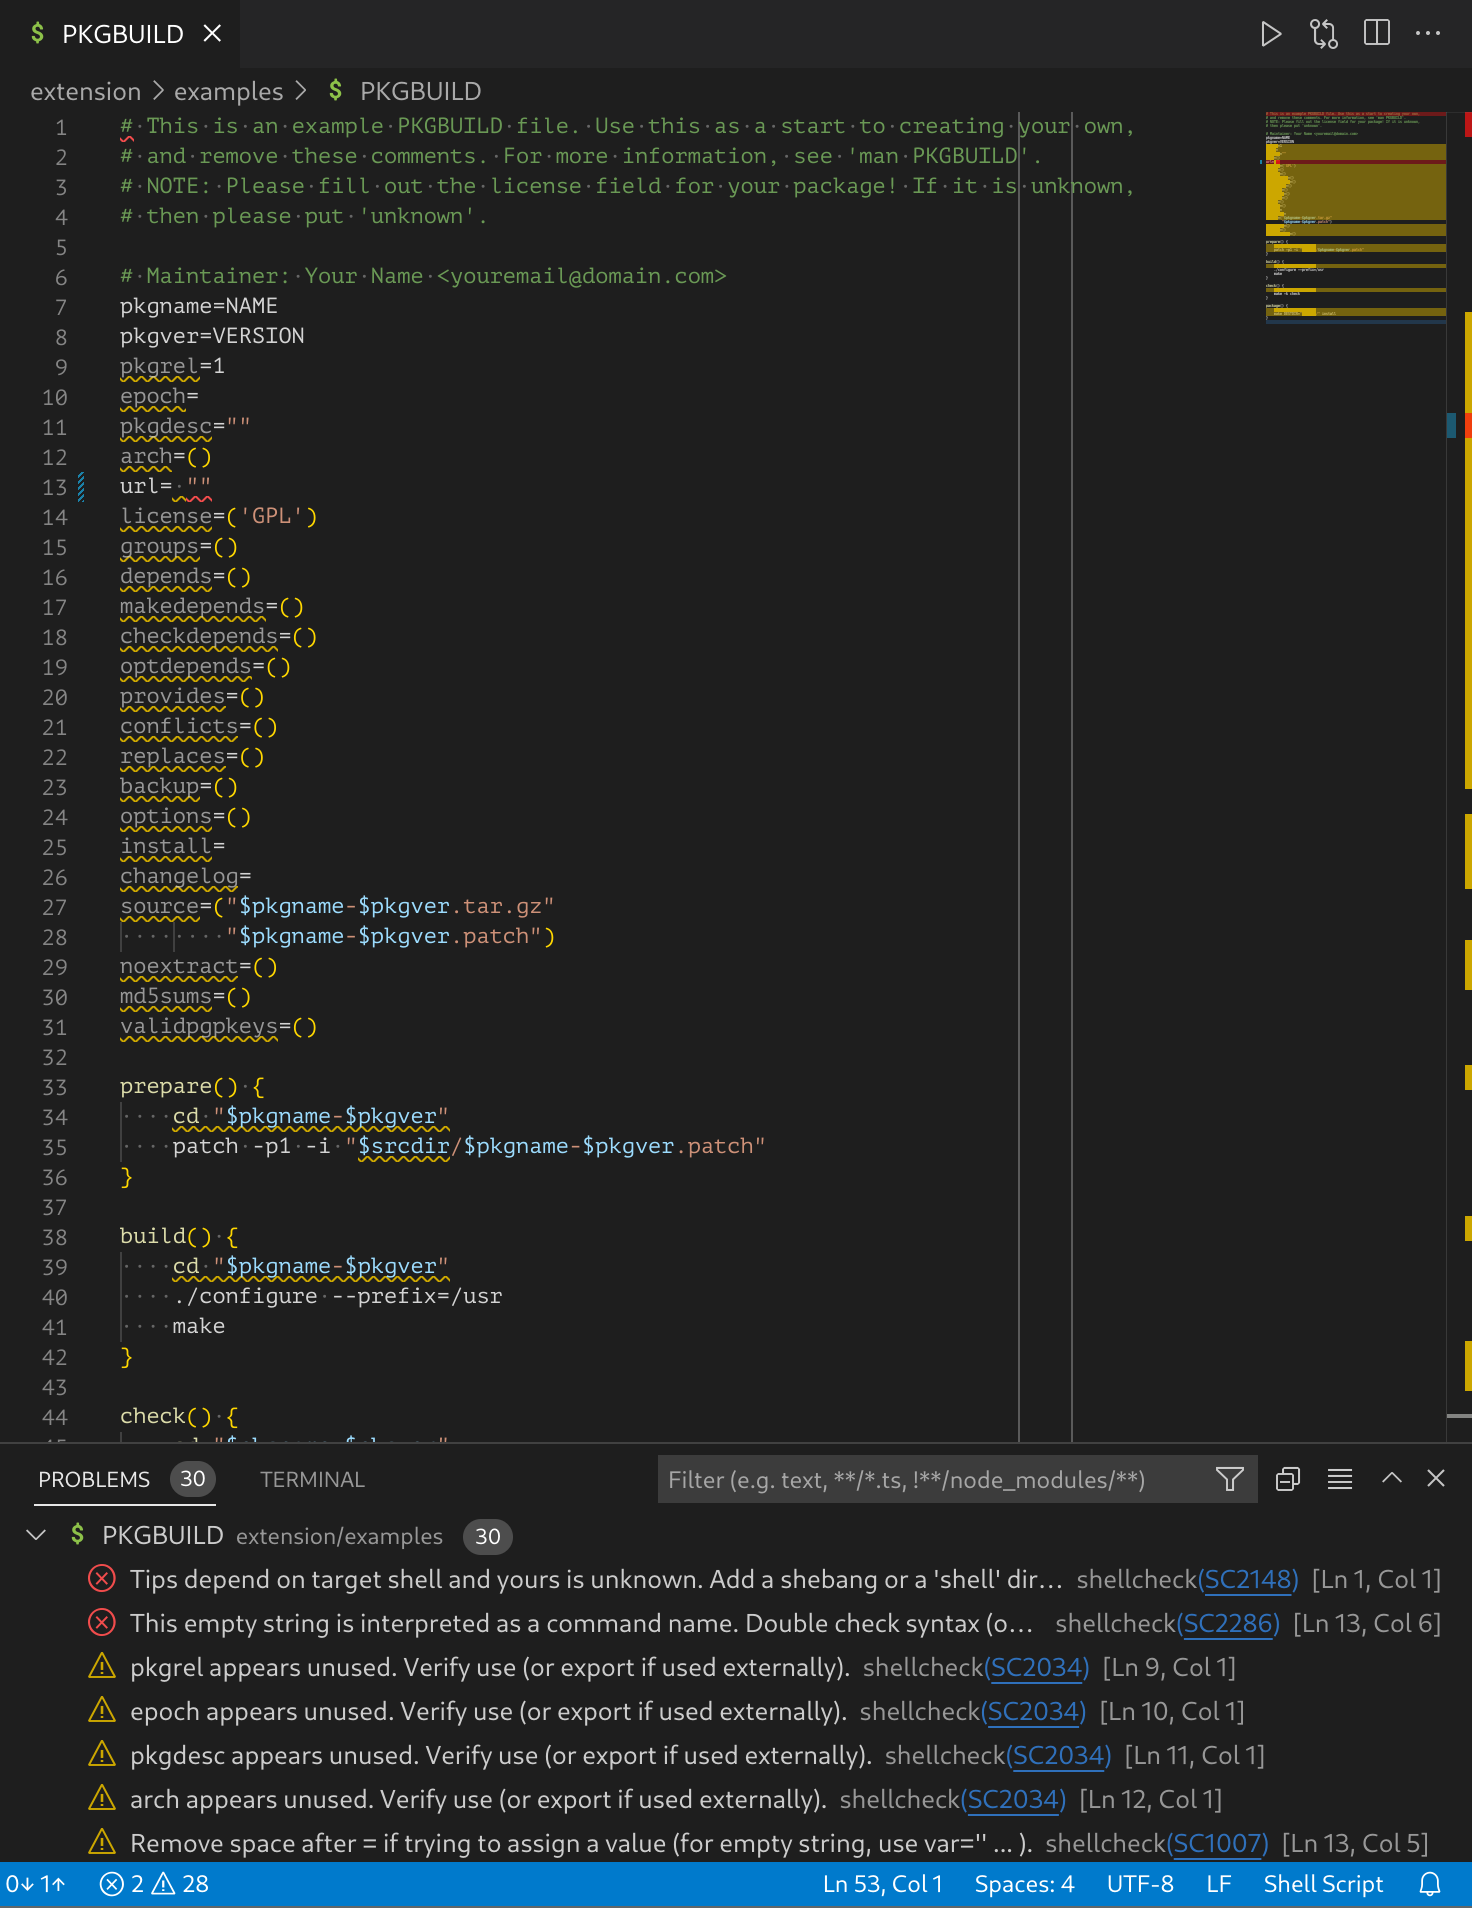 $ PKGBUILD
extension > examples > $ PKGBUILD
1 # This is an example PKGBUILD file. Use this as a start to creating your own,
2 # and remove these comments. For more information, see 'man PKGBUILD'.
3 # NOTE: Please fill out the license field for your package! If it is unknown,
4 # then please put 'unknown'.
5
6 # Maintainer: Your Name <youremail@domain.com>
7 pkgname=NAME
8 pkgver=VERSION
9 pkgrel=1
10 epoch=
11 pkgdesc=""
12 arch=()
13 url= ""
14 license=('GPL')
15 groups=()
16 depends=()
17 makedepends=()
18 checkdepends=()
19 optdepends=()
20 provides=()
21 conflicts=()
22 replaces=()
23 backup=()
24 options=()
25 install=
26 changelog=
27 source=("$pkgname-$pkgver.tar.gz"
28         "$pkgname-$pkgver.patch")
29 noextract=()
30 md5sums=()
31 validpgpkeys=()
32
33 prepare() {
34     cd "$pkgname-$pkgver"
35     patch -p1 -i "$srcdir/$pkgname-$pkgver.patch"
36 }
37
38 build() {
39     cd "$pkgname-$pkgver"
40     ./configure --prefix=/usr
41     make
42 }
43
44 check() {
PROBLEMS 30 TERMINAL Filter (e.g. text, **/*.ts, !**/node_modules/**)
$ PKGBUILD extension/examples 30
Tips depend on target shell and yours is unknown. Add a shebang or a 'shell' dir... shellcheck(SC2148) [Ln 1, Col 1]
This empty string is interpreted as a command name. Double check syntax (o... shellcheck(SC2286) [Ln 13, Col 6]
pkgrel appears unused. Verify use (or export if used externally). shellcheck(SC2034) [Ln 9, Col 1]
epoch appears unused. Verify use (or export if used externally). shellcheck(SC2034) [Ln 10, Col 1]
pkgdesc appears unused. Verify use (or export if used externally). shellcheck(SC2034) [Ln 11, Col 1]
arch appears unused. Verify use (or export if used externally). shellcheck(SC2034) [Ln 12, Col 1]
Remove space after = if trying to assign a value (for empty string, use var='' ... ). shellcheck(SC1007) [Ln 13, Col 5]
0↓ 1↑ 2 28 Ln 53, Col 1 Spaces: 4 UTF-8 LF Shell Script